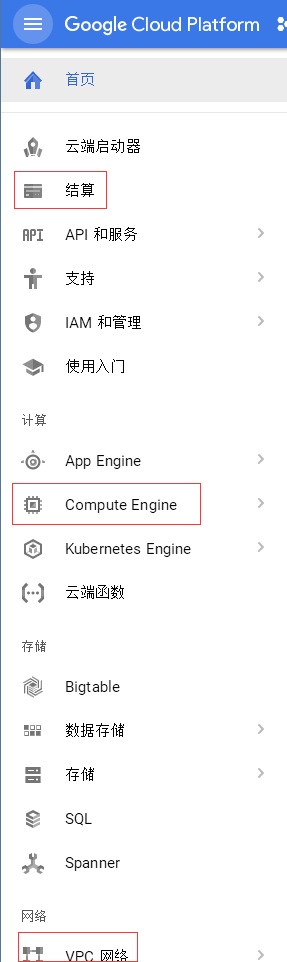 Google Cloud Platform
首页
云端启动器
结算
API API 和服务
支持
IAM 和管理
使用入门
计算
App Engine
Compute Engine
Kubernetes Engine
云端函数
存储
Bigtable
数据存储
存储
SQL
Spanner
网络
VPC 网络